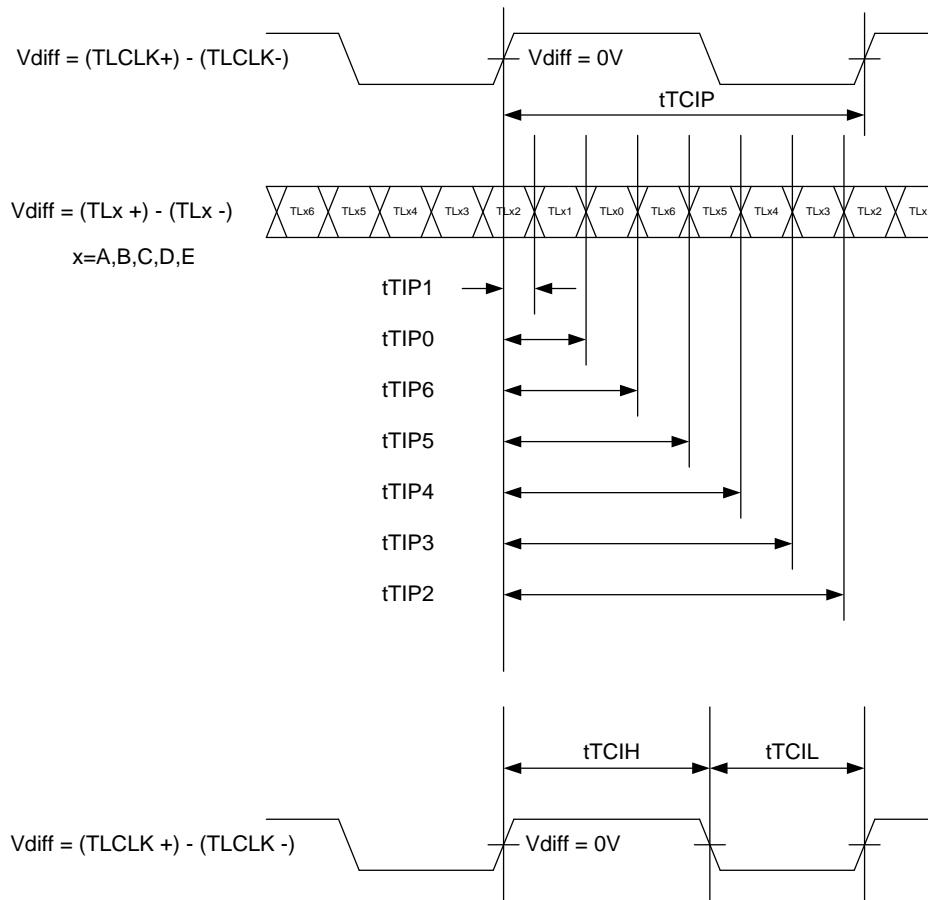 Vdiff = (TLCLK+) - (TLCLK-)
Vdiff = 0V
tTCIP
Vdiff = (TLx +) - (TLx -)
x=A,B,C,D,E
TLx6 TLx5 TLx4 TLx3 TLx2 TLx1 TLx0 TLx6 TLx5 TLx4 TLx3 TLx2 TLx
tTIP1
tTIP0
tTIP6
tTIP5
tTIP4
tTIP3
tTIP2
tTCIH
tTCIL
Vdiff = (TLCLK +) - (TLCLK -)
Vdiff = 0V